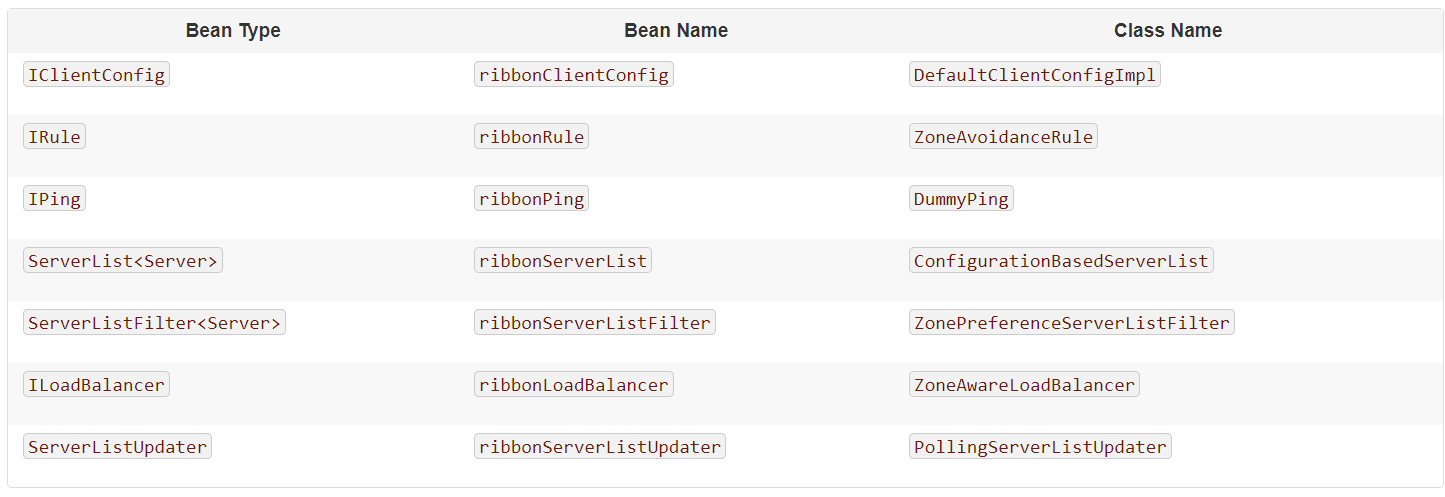 Bean Type Bean Name Class Name
IClientConfig ribbonClientConfig DefaultClientConfigImpl
IRule ribbonRule ZoneAvoidanceRule
IPing ribbonPing DummyPing
ServerList<Server> ribbonServerList ConfigurationBasedServerList
ServerListFilter<Server> ribbonServerListFilter ZonePreferenceServerListFilter
ILoadBalancer ribbonLoadBalancer ZoneAwareLoadBalancer
ServerListUpdater ribbonServerListUpdater PollingServerListUpdater